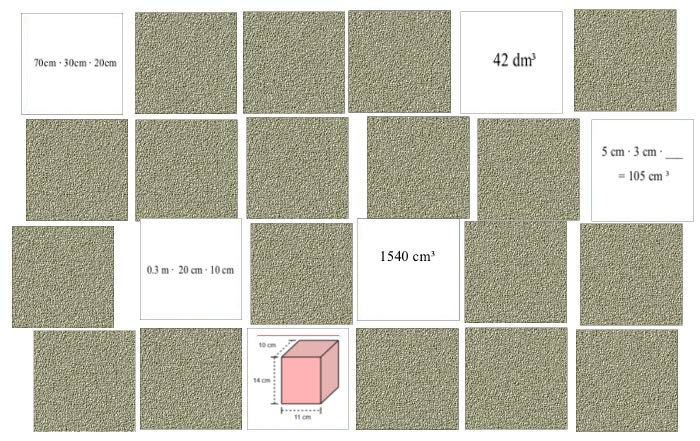 70cm · 30cm · 20cm
42 dm³
5 cm · 3 cm · ___
= 105 cm ³
0.3 m · 20 cm · 10 cm
1540 cm³
10 cm
14 cm
11 cm